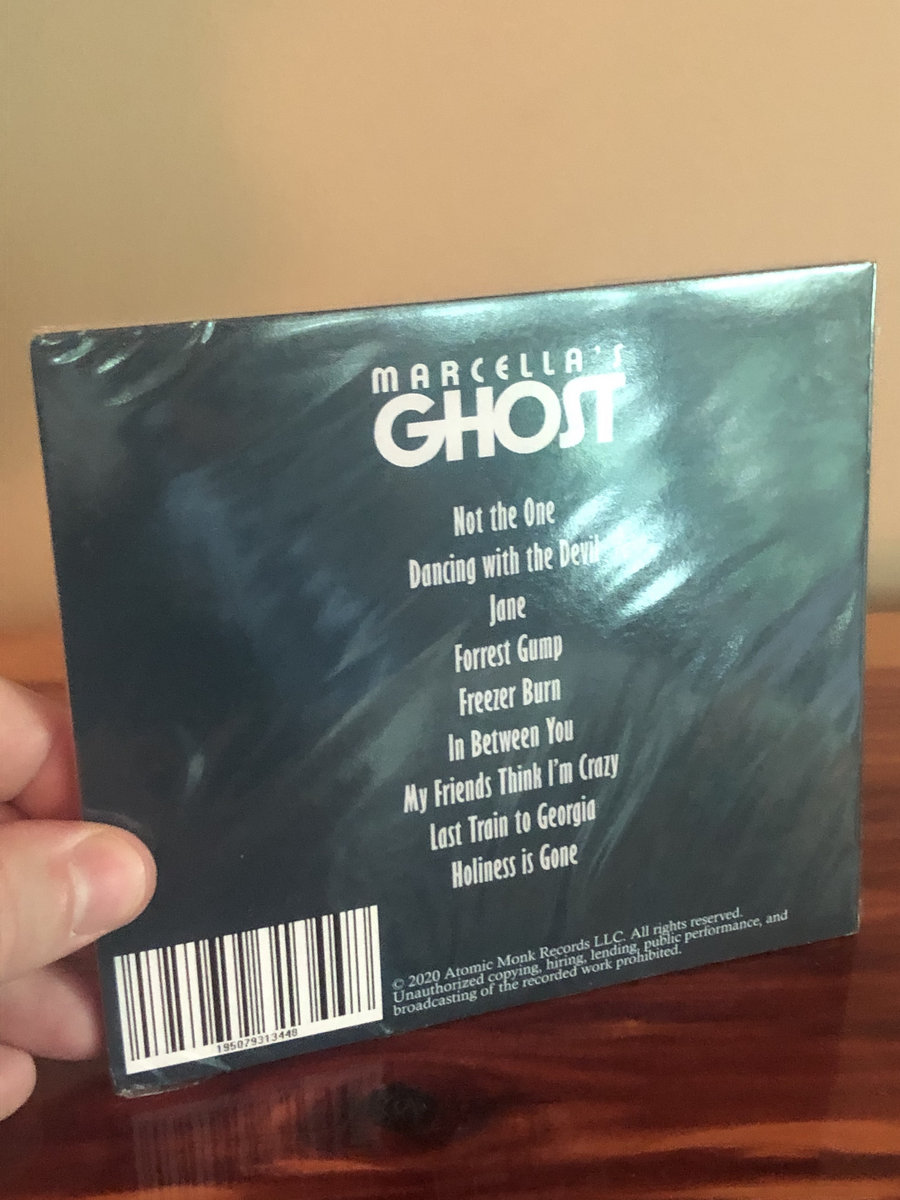 MARCELLA'S
GHOST
Not the One
Dancing with the Devil
Jane
Forrest Gump
Freezer Burn
In Between You
My Friends Think I'm Crazy
Last Train to Georgia
Holiness is Gone
© 2020 Atomic Monk Records LLC. All rights reserved.
Unauthorized copying, hiring, lending, public performance, and
broadcasting of the recorded work prohibited.
195079313448